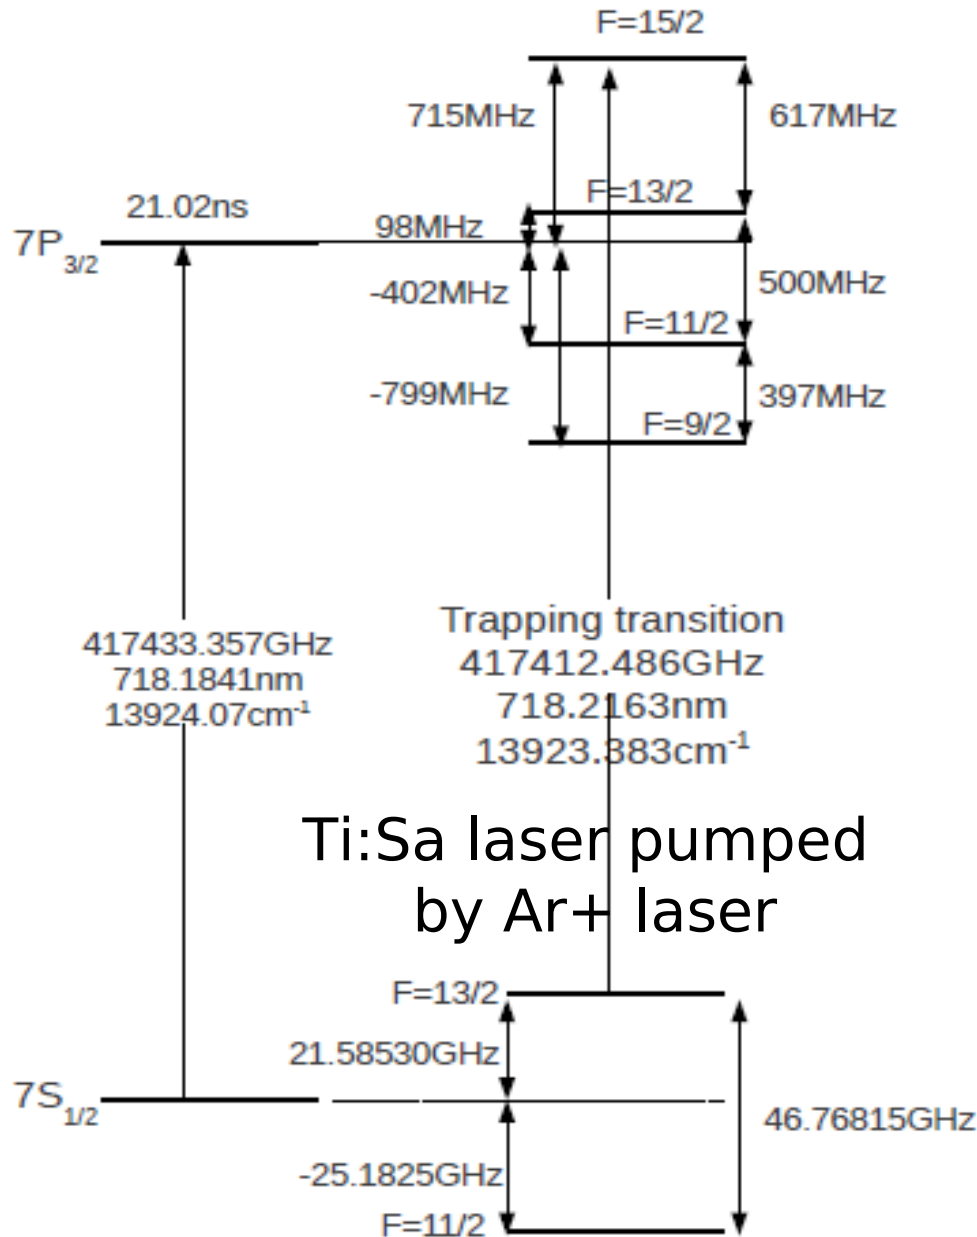 F=15/2
715MHz
617MHz
F=13/2
21.02ns
98MHz
7P3/2
-402MHz
500MHz
F=11/2
-799MHz
397MHz
F=9/2
417433.357GHz
718.1841nm
13924.07cm-1
Trapping transition
417412.486GHz
718.2163nm
13923.383cm-1
Ti:Sa laser pumped
by Ar+ laser
F=13/2
21.58530GHz
7S1/2
46.76815GHz
-25.1825GHz
F=11/2